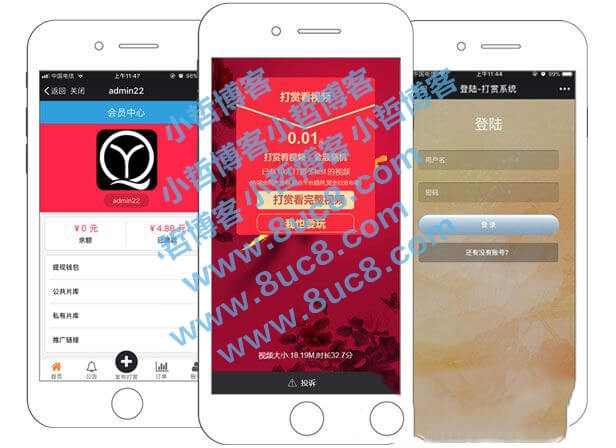 中国电信
上午11:47
98%
返回 关闭
admin22
会员中心
admin22
¥0 元
余额
¥4.88 元
提现钱包
公共片库
私有片库
推广链接
首页
公告
发布打赏
订单
打赏看视频
0.01
打赏看视频，金额随机
打赏看完整视频
我也要玩
视频大小:18.19M,时长32.7分
投诉
小哲博客
小哲博客
小哲博客
www.8uc8.com
www.8uc8.com
www.8uc8.com
中国电信
上午11:44
99%
登陆-打赏系统
登陆
用户名
密码
登录
还有没有账号?